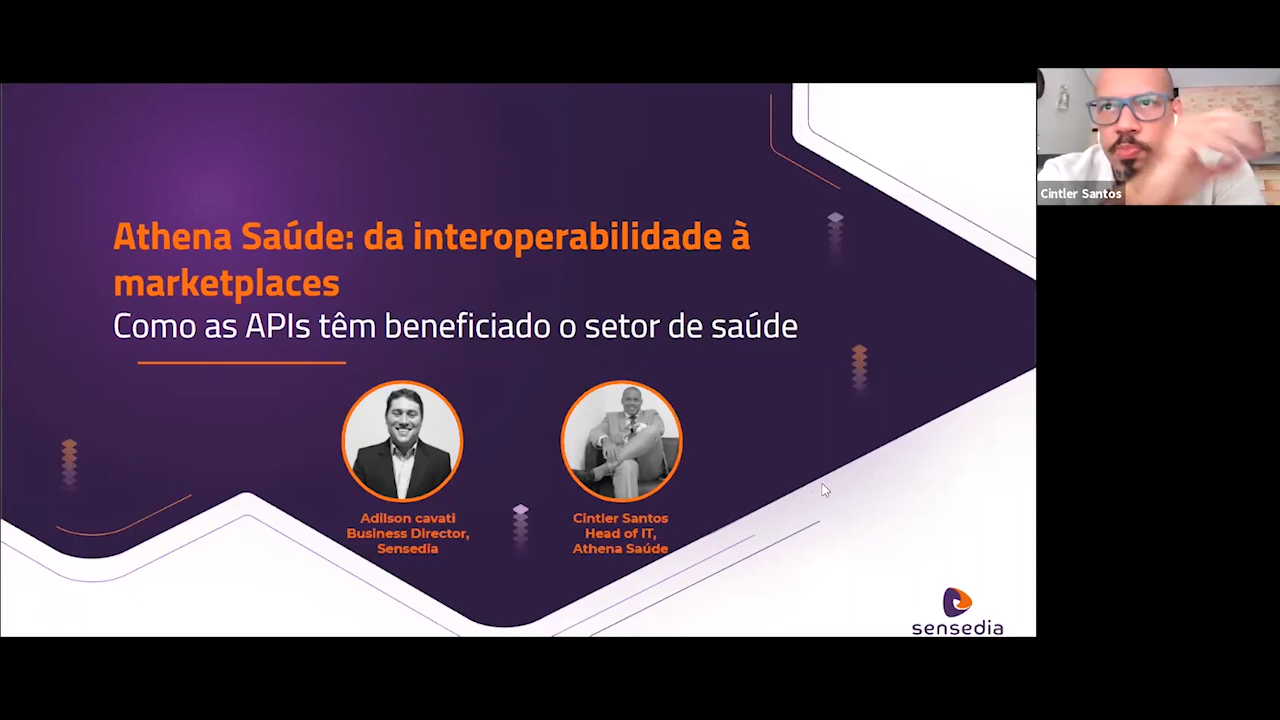 Athena Saúde: da interoperabilidade à
marketplaces
Como as APIs têm beneficiado o setor de saúde
Adilson cavati
Business Director,
Sensedia
Cintler Santos
Head of IT,
Athena Saúde
sensedia
Cintler Santos